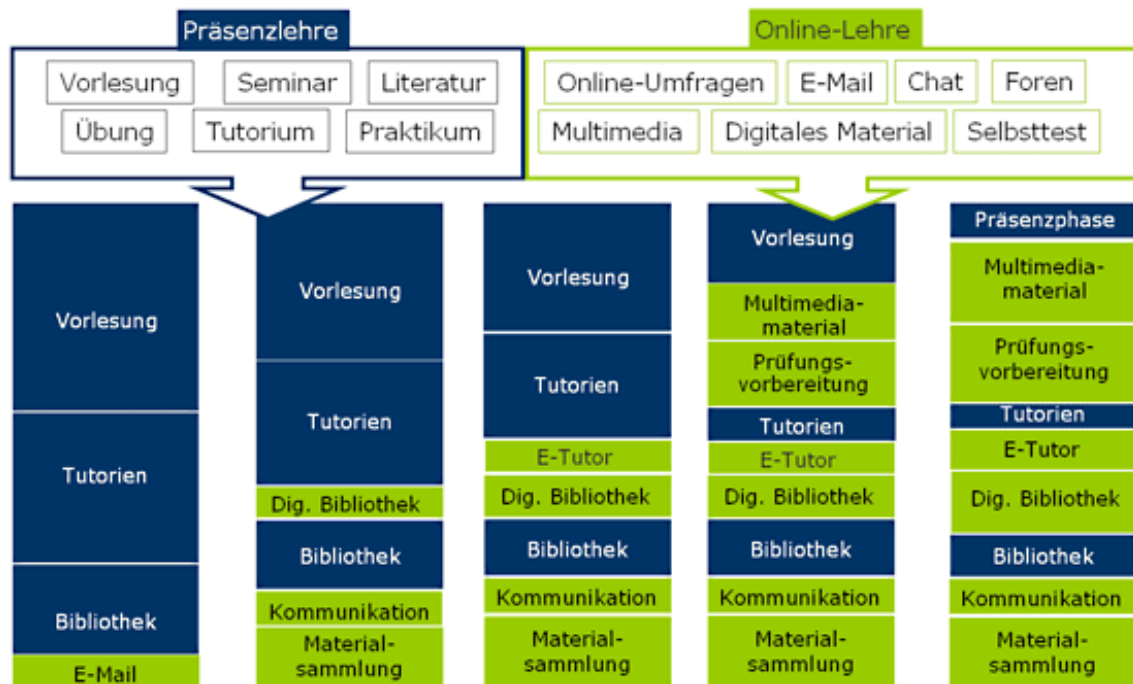 Präsenzlehre
Vorlesung Seminar Literatur
Übung Tutorium Praktikum
Online-Lehre
Online-Umfragen E-Mail Chat Foren
Multimedia Digitales Material Selbsttest
Vorlesung
Tutorien
Bibliothek
E-Mail
Vorlesung
Tutorien
Dig. Bibliothek
Bibliothek
Kommunikation
Material-
sammlung
Vorlesung
Tutorien
E-Tutor
Dig. Bibliothek
Bibliothek
Kommunikation
Material-
sammlung
Vorlesung
Multimedia-
material
Prüfungs-
vorbereitung
Tutorien
E-Tutor
Dig. Bibliothek
Bibliothek
Kommunikation
Material-
sammlung
Präsenzphase
Multimedia-
material
Prüfungs-
vorbereitung
Tutorien
E-Tutor
Dig. Bibliothek
Bibliothek
Kommunikation
Material-
sammlung